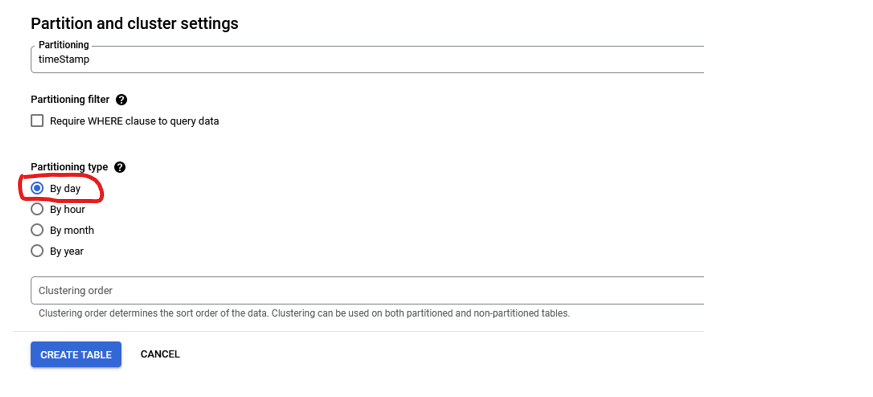 Partition and cluster settings
Partitioning
timeStamp
Partitioning filter ?
Require WHERE clause to query data
Partitioning type ?
By day
By hour
By month
By year
Clustering order
Clustering order determines the sort order of the data. Clustering can be used on both partitioned and non-partitioned tables.
CREATE TABLE CANCEL